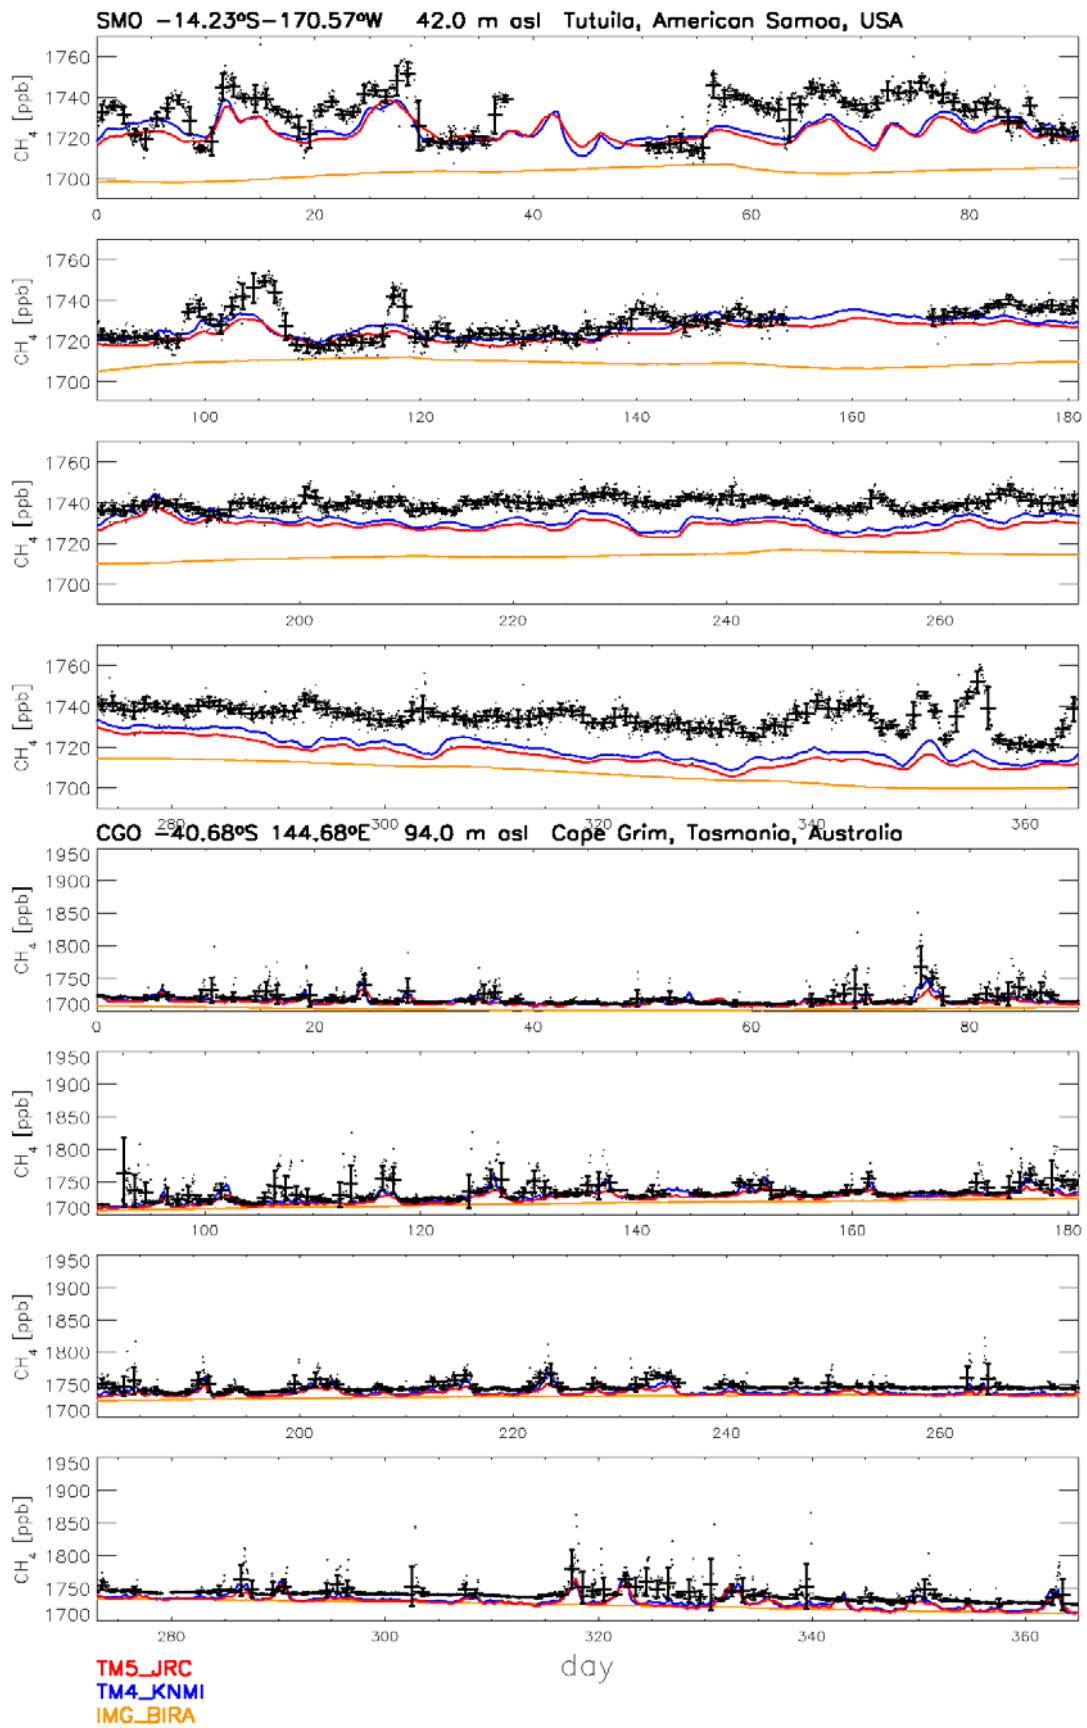 SMO -14.23ºS-170.57ºW 42.0 m asl Tutuila, American Samoa, USA
CH4 [ppb]
1760
1740
1720
1700
0 20 40 60 80
CH4 [ppb]
1760
1740
1720
1700
100 120 140 160 180
CH4 [ppb]
1760
1740
1720
1700
200 220 240 260
CH4 [ppb]
1760
1740
1720
1700
280 300 320 340 360
CGO -40.68ºS 144.68ºE 94.0 m asl Cape Grim, Tasmania, Australia
CH4 [ppb]
1950
1900
1850
1800
1750
1700
0 20 40 60 80
CH4 [ppb]
1950
1900
1850
1800
1750
1700
100 120 140 160 180
CH4 [ppb]
1950
1900
1850
1800
1750
1700
200 220 240 260
CH4 [ppb]
1950
1900
1850
1800
1750
1700
280 300 320 340 360
day
TM5_JRC
TM4_KNMI
IMG_BIRA